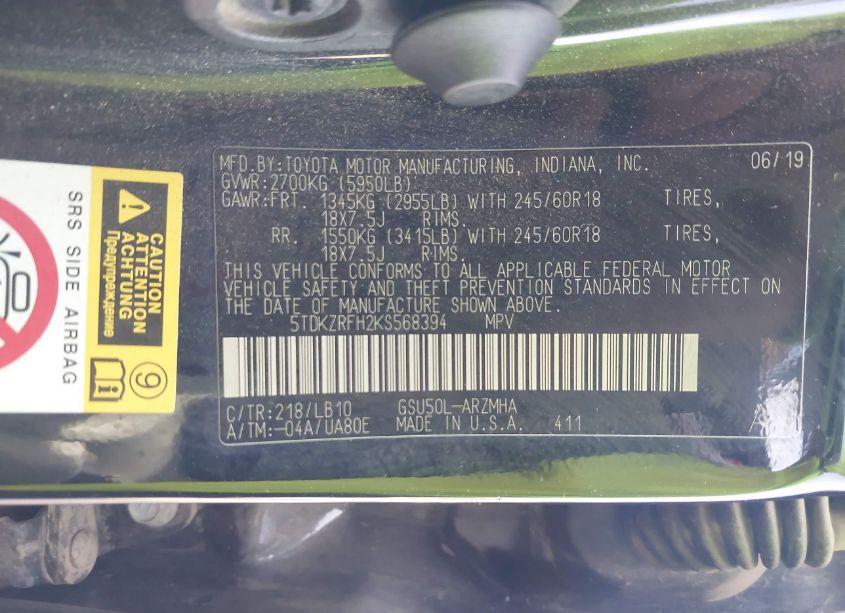 MFD.BY:TOYOTA MOTOR MANUFACTURING, INDIANA, INC. 06/19
GVWR:2700KG (5950LB)
GAWR:FRT. 1345KG (2955LB) WITH 245/60R18 TIRES,
18X7.5J RIMS.
RR. 1550KG (3415LB) WITH 245/60R18 TIRES,
18X7.5J RIMS.
THIS VEHICLE CONFORMS TO ALL APPLICABLE FEDERAL MOTOR
VEHICLE SAFETY AND THEFT PREVENTION STANDARDS IN EFFECT ON
THE DATE OF MANUFACTURE SHOWN ABOVE.
5TDKZRFH2KS568394 MPV
C/TR:218/LB10 GSU50L-ARZMHA
A/TM:-04A/UA80E MADE IN U.S.A. 411
SRS SIDE AIRBAG
CAUTION
ATTENTION
ACHTUNG
Предупреждение
9